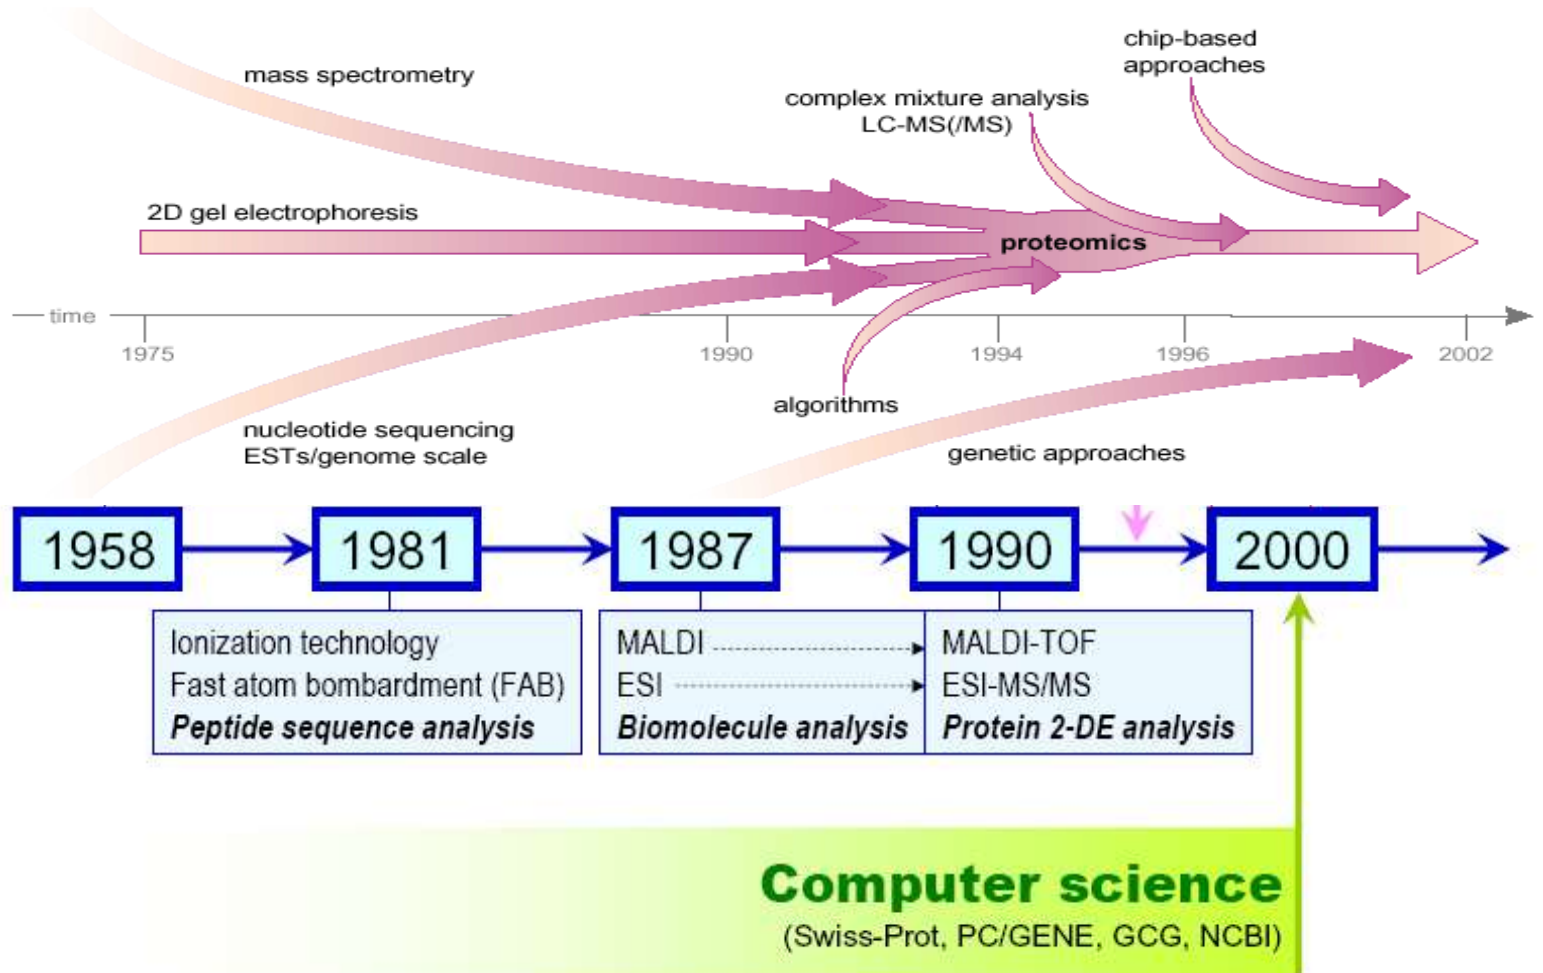 chip-based
approaches
mass spectrometry
complex mixture analysis
LC-MS(/MS)
2D gel electrophoresis
proteomics
time
1975 1990 1994 1996 2002
algorithms
nucleotide sequencing
ESTs/genome scale
genetic approaches
1958 1981 1987 1990 2000
Ionization technology
Fast atom bombardment (FAB)
Peptide sequence analysis
MALDI
ESI
Biomolecule analysis
MALDI-TOF
ESI-MS/MS
Protein 2-DE analysis
Computer science
(Swiss-Prot, PC/GENE, GCG, NCBI)